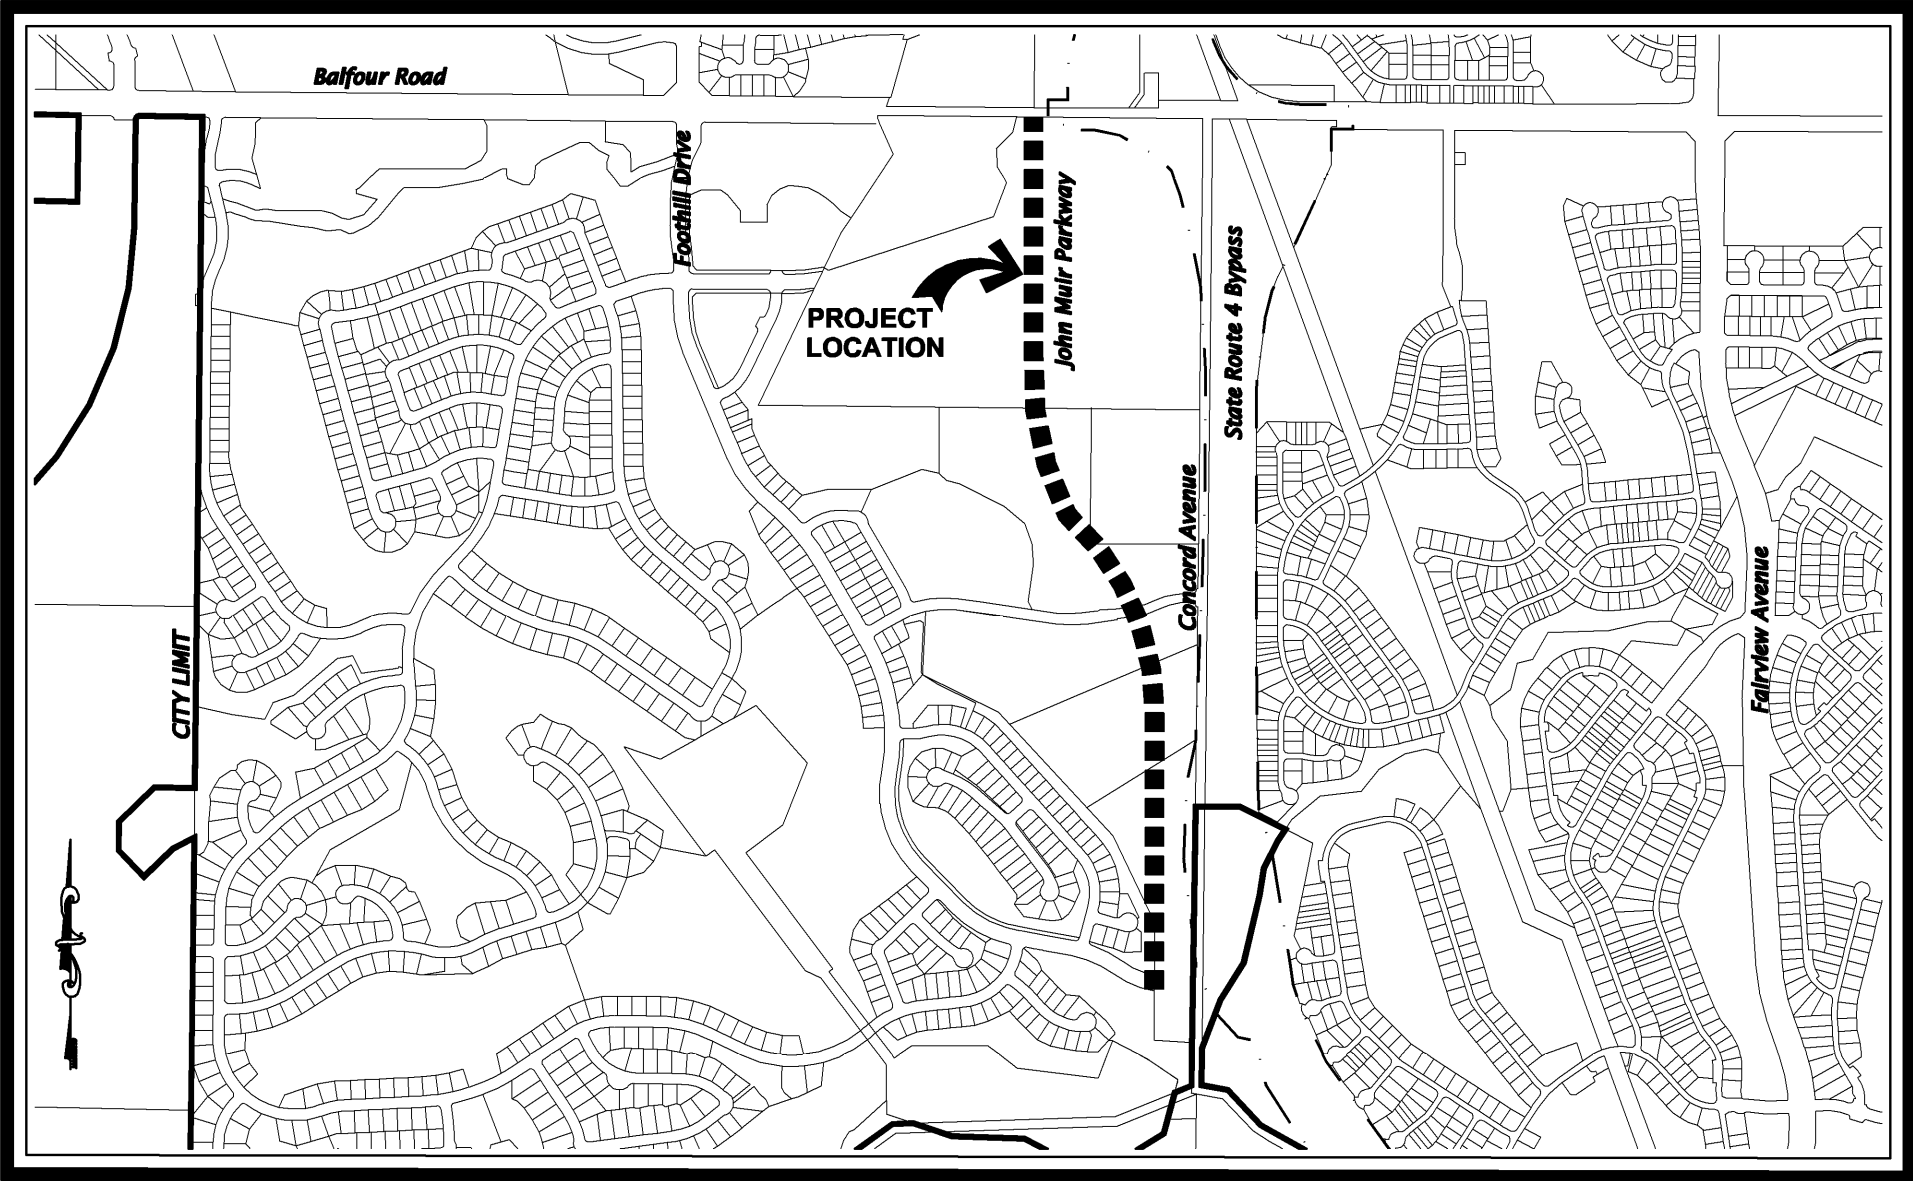 Balfour Road
Foothill Drive
John Muir Parkway
PROJECT
LOCATION
State Route 4 Bypass
Concord Avenue
Fairview Avenue
CITY LIMIT